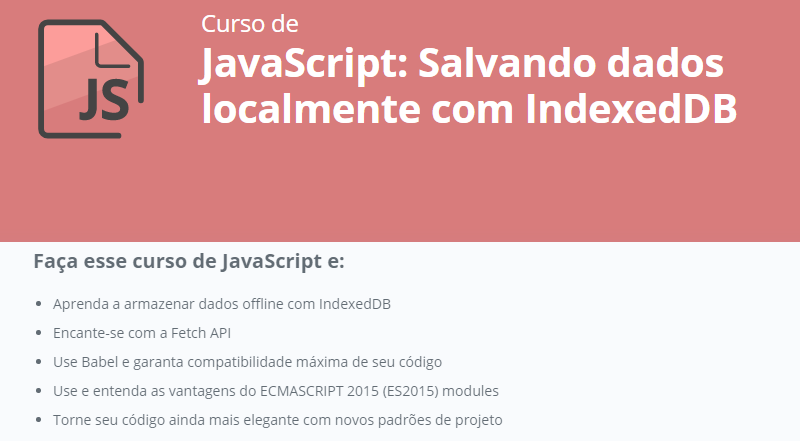 JS
Curso de
JavaScript: Salvando dados
localmente com IndexedDB
Faça esse curso de JavaScript e:
Aprenda a armazenar dados offline com IndexedDB
Encante-se com a Fetch API
Use Babel e garanta compatibilidade máxima de seu código
Use e entenda as vantagens do ECMASCRIPT 2015 (ES2015) modules
Torne seu código ainda mais elegante com novos padrões de projeto